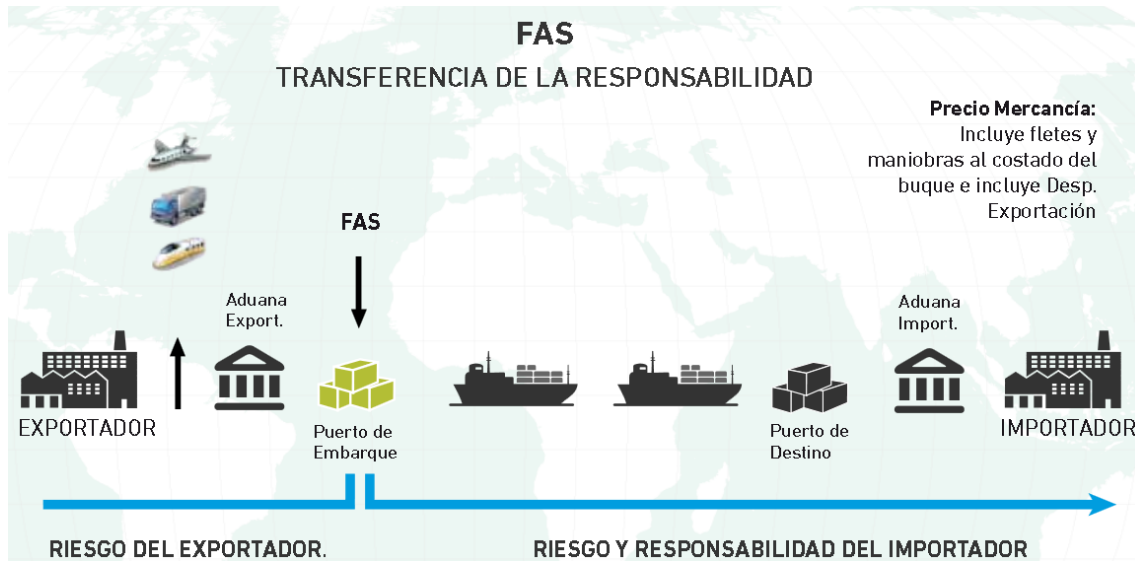 FAS
TRANSFERENCIA DE LA RESPONSABILIDAD
Precio Mercancía:
Incluye fletes y
maniobras al costado del
buque e incluye Desp.
Exportación
FAS
Aduana
Export.
Aduana
Import.
EXPORTADOR
Puerto de
Embarque
Puerto de
Destino
IMPORTADOR
RIESGO DEL EXPORTADOR.
RIESGO Y RESPONSABILIDAD DEL IMPORTADOR